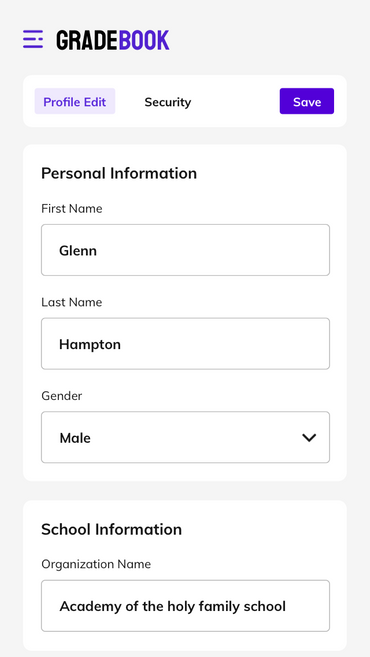 GRADEBOOK
Profile Edit
Security
Save
Personal Information
First Name
Glenn
Last Name
Hampton
Gender
Male
School Information
Organization Name
Academy of the holy family school